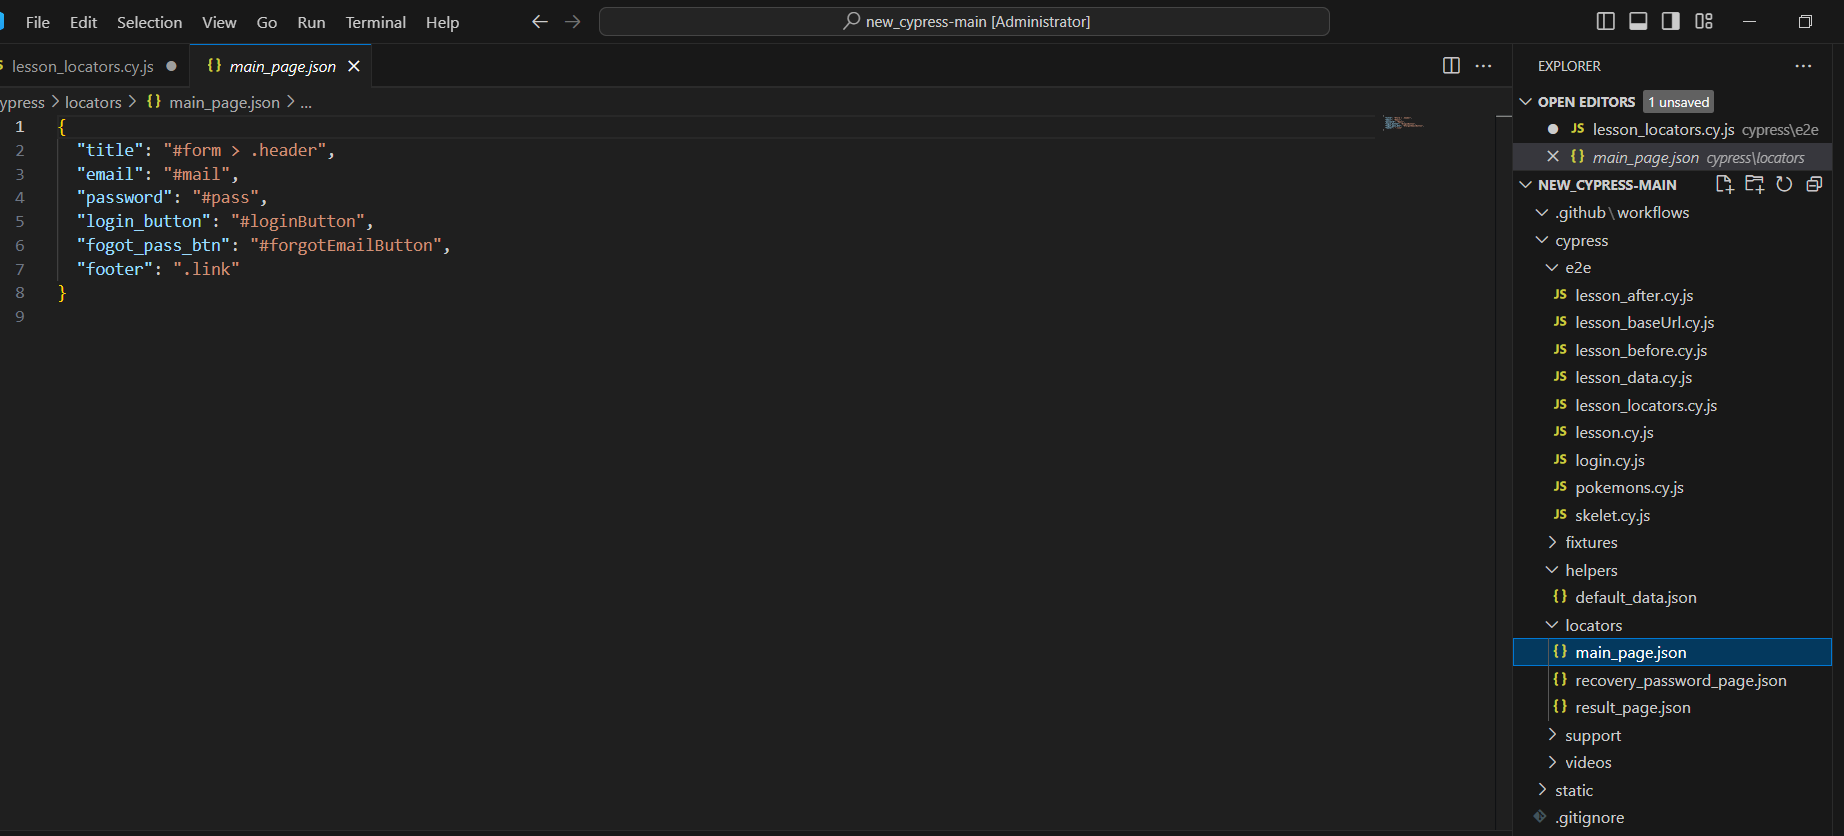 File Edit Selection View Go Run Terminal Help
new_cypress-main [Administrator]
lesson_locators.cy.js
{} main_page.json
ypress > locators > {} main_page.json > ...
1 {
2 "title": "#form > .header",
3 "email": "#mail",
4 "password": "#pass",
5 "login_button": "#loginButton",
6 "fogot_pass_btn": "#forgotEmailButton",
7 "footer": ".link"
8 }
9
EXPLORER
OPEN EDITORS 1 unsaved
JS lesson_locators.cy.js cypress\e2e
{} main_page.json cypress\locators
NEW_CYPRESS-MAIN
.github\workflows
cypress
e2e
JS lesson_after.cy.js
JS lesson_baseUrl.cy.js
JS lesson_before.cy.js
JS lesson_data.cy.js
JS lesson_locators.cy.js
JS lesson.cy.js
JS login.cy.js
JS pokemons.cy.js
JS skelet.cy.js
fixtures
helpers
{} default_data.json
locators
{} main_page.json
{} recovery_password_page.json
{} result_page.json
support
videos
static
.gitignore